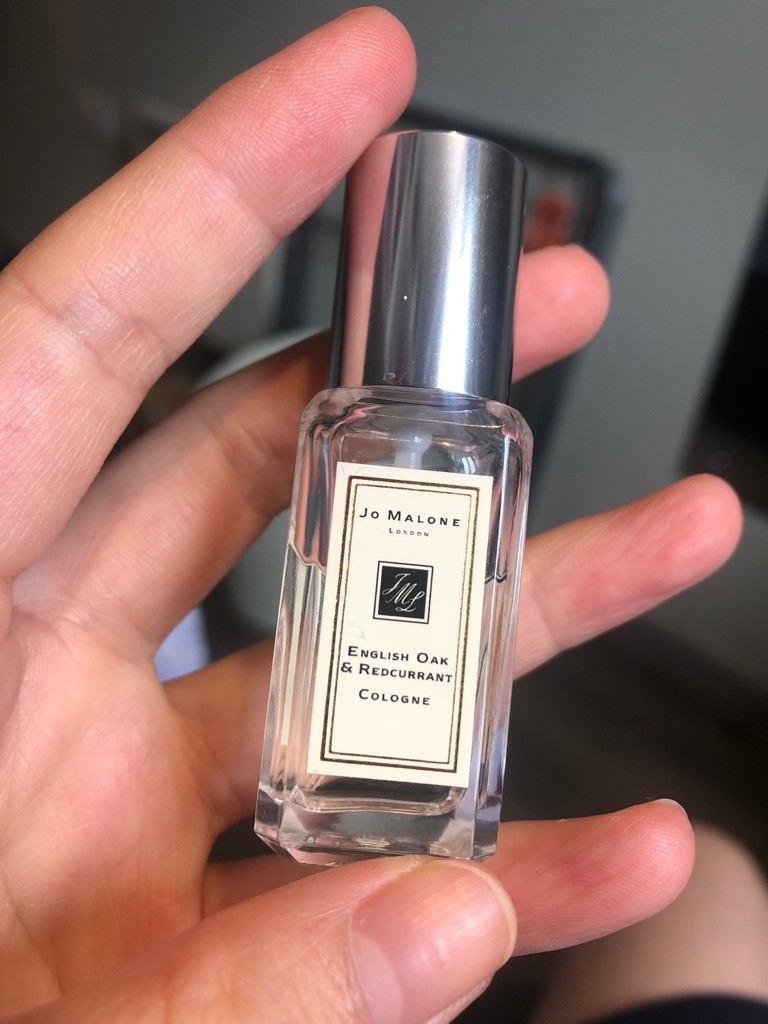 Jo Malone
London
JML
English Oak
& Redcurrant
Cologne